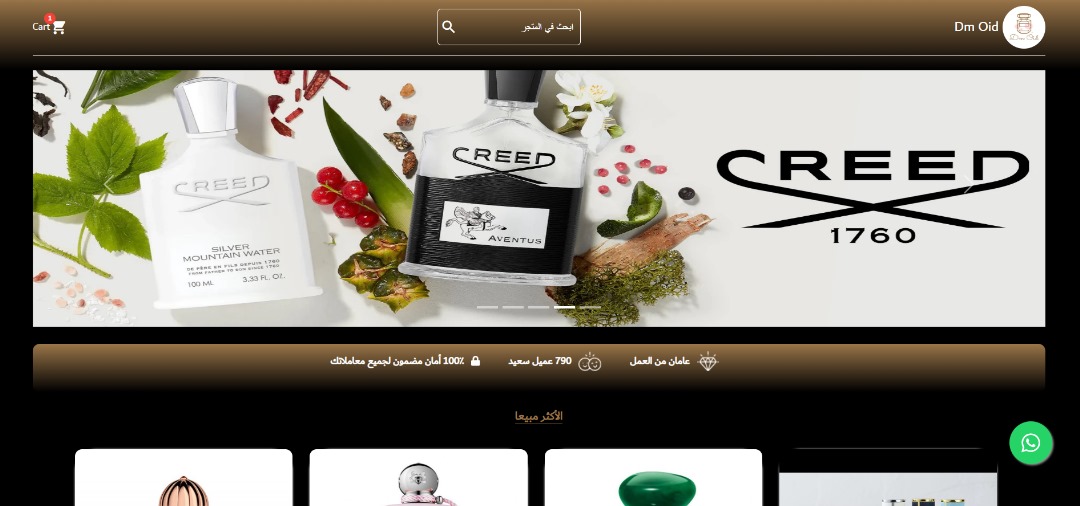 Dm Oid
ابحث في المتجر
Cart
1
CREED
SILVER
MOUNTAIN WATER
DE PÈRE EN FILS DEPUIS 1760
FROM FATHER TO SON SINCE 1760
100 ML 3,33 FL. OZ.
CREED
AVENTUS
CREED
1760
عامان من العمل
790 عميل سعيد
100٪ أمان مضمون لجميع معاملاتك
الأكثر مبيعا